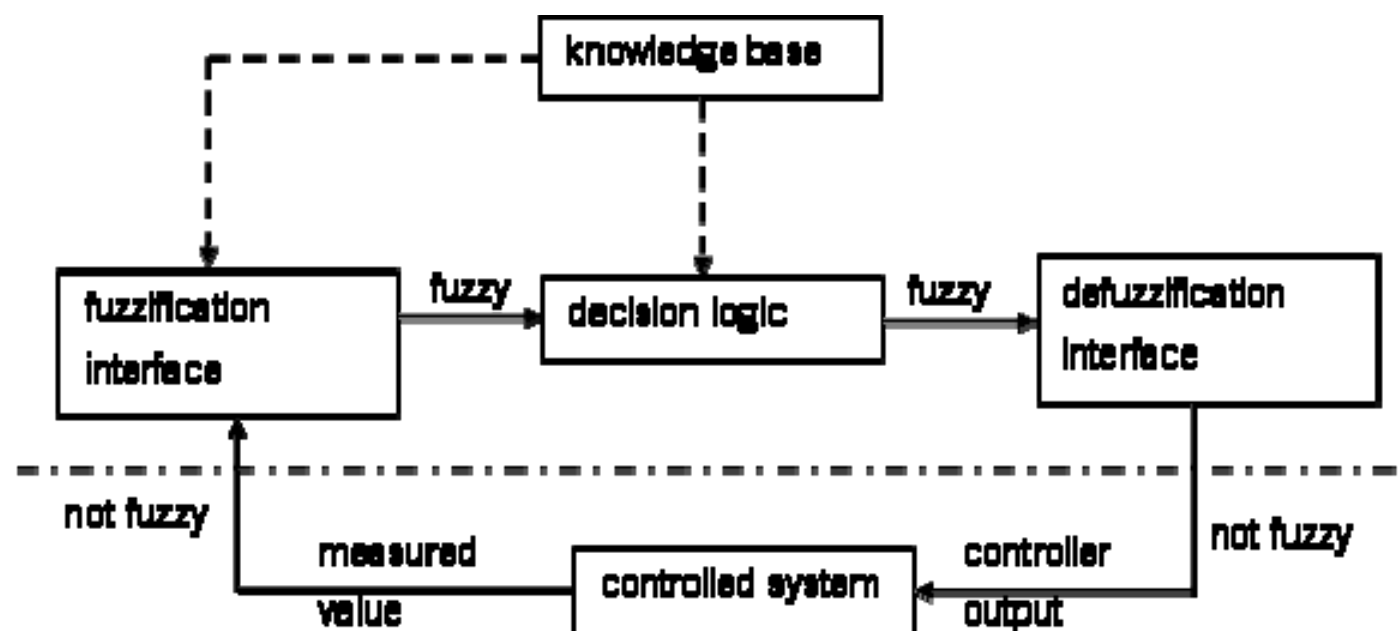 knowledge base
fuzzification
interface
fuzzy
decision logic
fuzzy
defuzzification
interface
not fuzzy
measured
value
controlled system
controller
output
not fuzzy